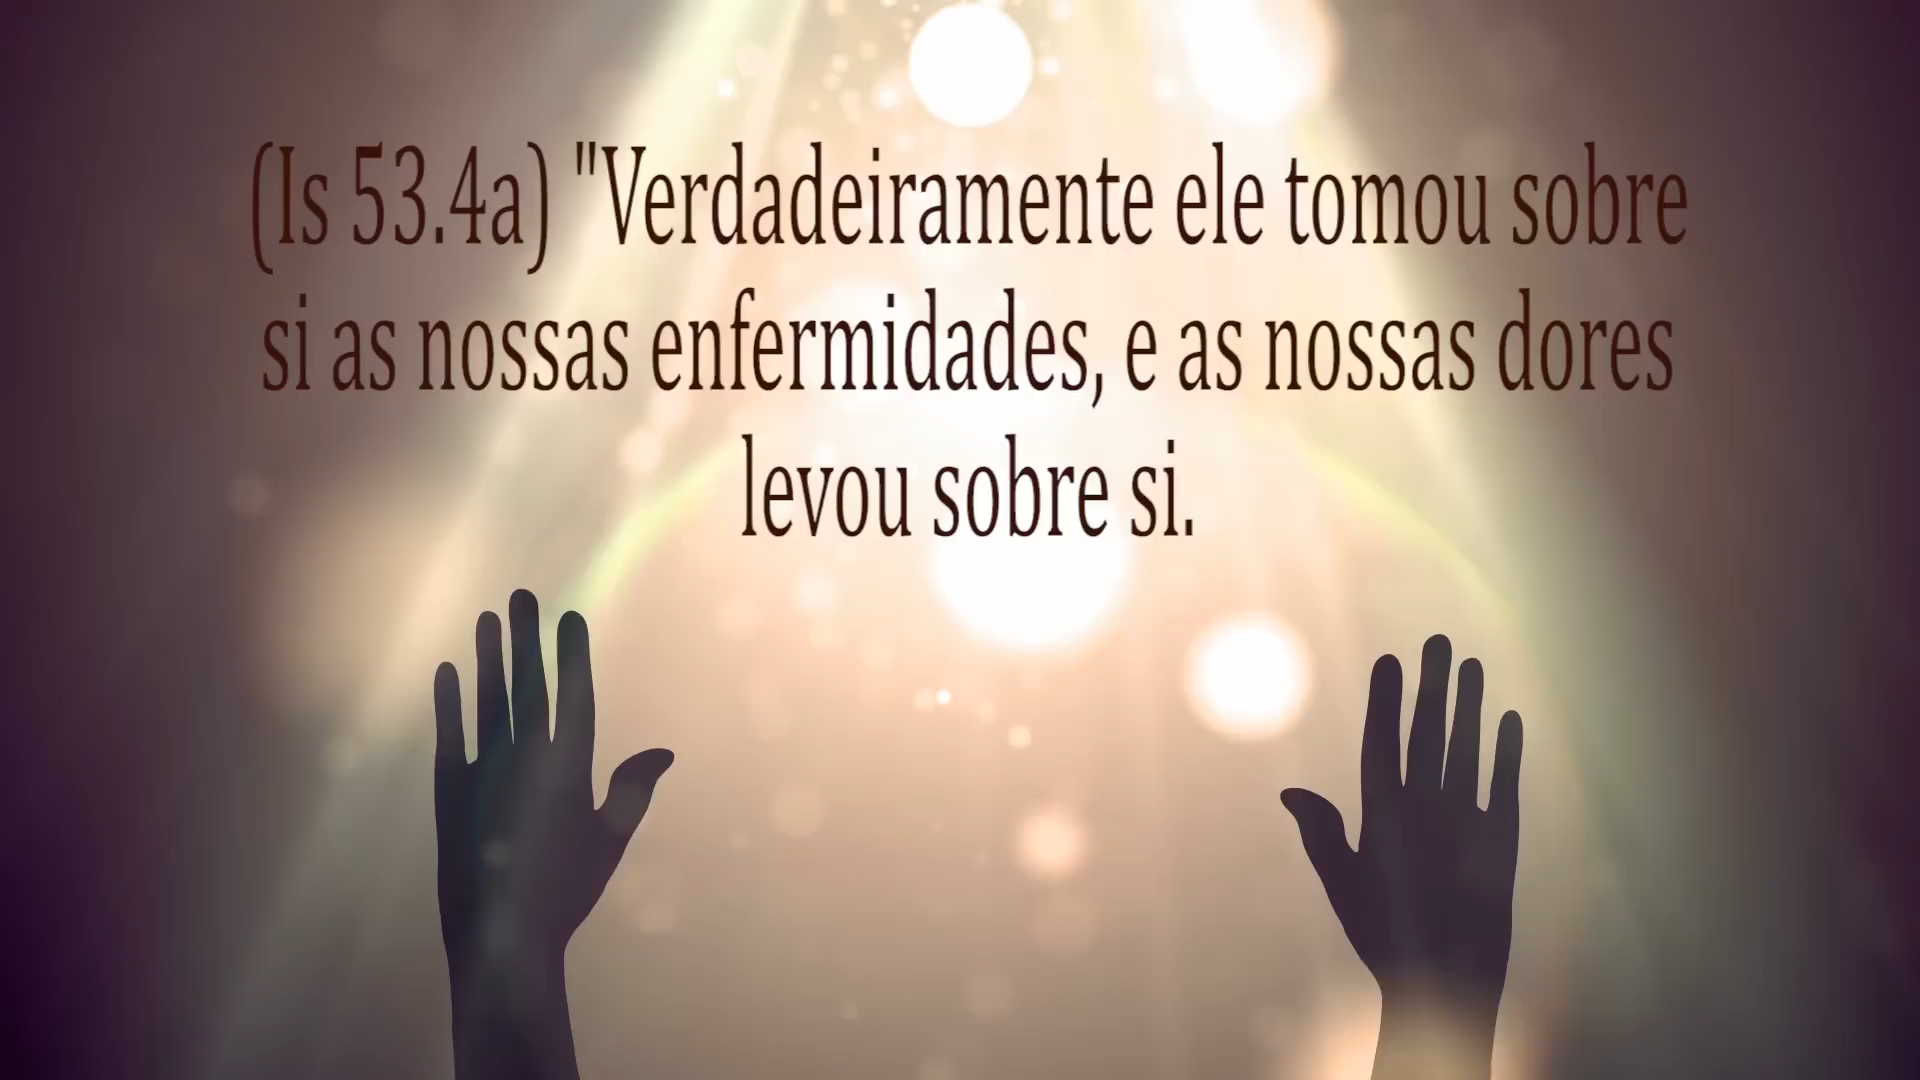 (Is 53.4a) "Verdadeiramente ele tomou sobre
si as nossas enfermidades, e as nossas dores
levou sobre si.